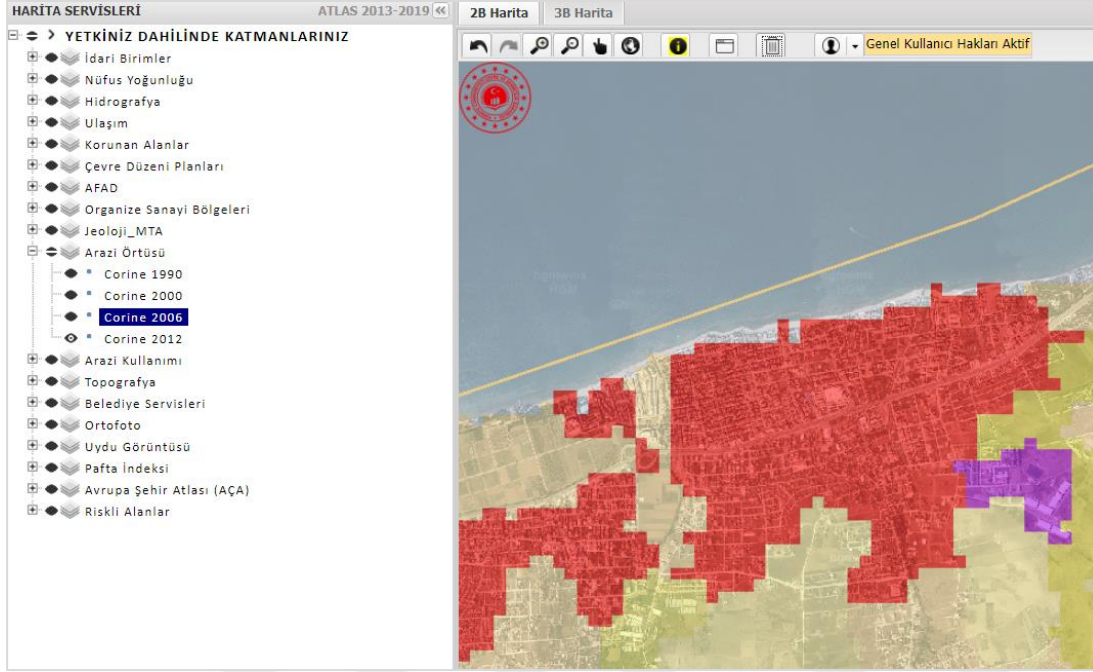 HARİTA SERVİSLERİ
ATLAS 2013-2019
YETKİNİZ DAHİLİNDE KATMANLARINIZ
İdari Birimler
Nüfus Yoğunluğu
Hidrografya
Ulaşım
Korunan Alanlar
Çevre Düzeni Planları
AFAD
Organize Sanayi Bölgeleri
Jeoloji_MTA
Arazi Örtüsü
Corine 1990
Corine 2000
Corine 2006
Corine 2012
Arazi Kullanımı
Topografya
Belediye Servisleri
Ortofoto
Uydu Görüntüsü
Pafta İndeksi
Avrupa Şehir Atlası (AÇA)
Riskli Alanlar
2B Harita
3B Harita
Genel Kullanıcı Hakları Aktif